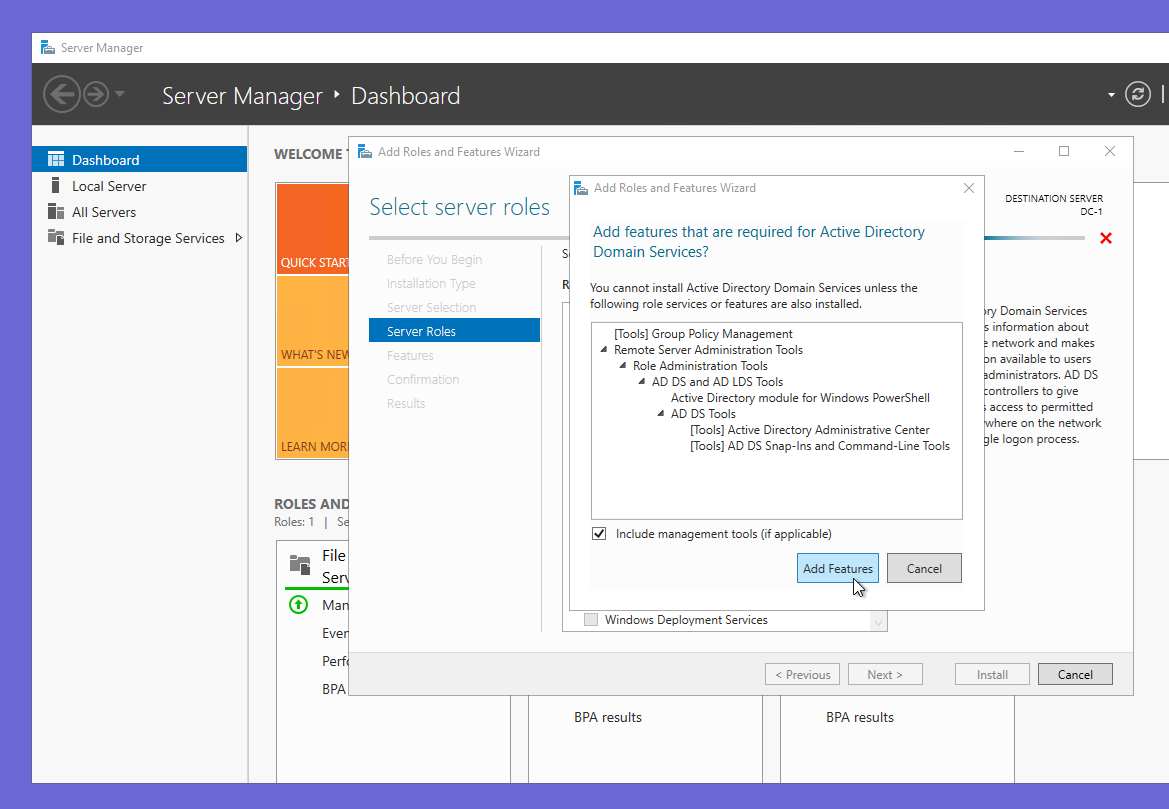 Server Manager
Server Manager Dashboard
Dashboard
Local Server
All Servers
File and Storage Services
WELCOME
QUICK START
WHAT'S NEW
LEARN MORE
ROLES AND
Roles: 1 | Se
File
Serv
Man
Even
Perfo
BPA
BPA results
BPA results
Add Roles and Features Wizard
Select server roles
DESTINATION SERVER
DC-1
Before You Begin
Installation Type
Server Selection
Server Roles
Features
Confirmation
Results
Add Roles and Features Wizard
Add features that are required for Active Directory
Domain Services?
You cannot install Active Directory Domain Services unless the
following role services or features are also installed.
[Tools] Group Policy Management
Remote Server Administration Tools
Role Administration Tools
AD DS and AD LDS Tools
Active Directory module for Windows PowerShell
AD DS Tools
[Tools] Active Directory Administrative Center
[Tools] AD DS Snap-Ins and Command-Line Tools
Include management tools (if applicable)
Add Features
Cancel
ory Domain Services
s information about
e network and makes
on available to users
administrators. AD DS
controllers to give
s access to permitted
where on the network
gle logon process.
Windows Deployment Services
< Previous
Next >
Install
Cancel